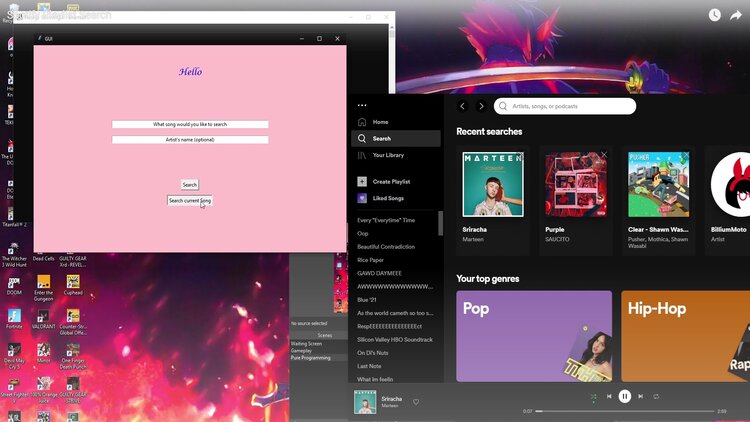 GUI
Hello
What song would you like to search
Artist's name (optional)
Search
Search current song
Home
Search
Your Library
Create Playlist
Liked Songs
Every "Everytime" Time
Oop
Beautiful Contradiction
Rice Paper
GAWD DAYMEEE
AWWWWWWWWWWWWW...
Blue '21
As the world cameth so too s...
RespEEEEEEEEEEEEEEct
Silicon Valley HBO Soundtrack
On Di's Nuts
Last Note
What im feelin
Artists, songs, or podcasts
Recent searches
MARTEEN
PUSHER
Sriracha
Marteen
Purple
SAUCITO
Clear - Shawn Was...
Pusher, Mothica, Shawn
Wasabi
BilliumMoto
Artist
Your top genres
Pop
Hip-Hop
Rap
Sriracha
Marteen
0:07
2:59
No source selected
Scenes
Waiting Screen
Gameplay
Pure Programming
Titanfall® 2
The Witcher
3 Wild Hunt
Dead Cells
GUILTY GEAR
Xrd -REVEL...
DOOM
Enter the
Gungeon
Cuphead
Fortnite
VALORANT
Counter-Str...
Global Offe...
Devil May
Cry 5
Minor
One Finger
Death Punch
Street Fighter
V
100% Orange
Juice
GUILTY GEAR
STRIVE